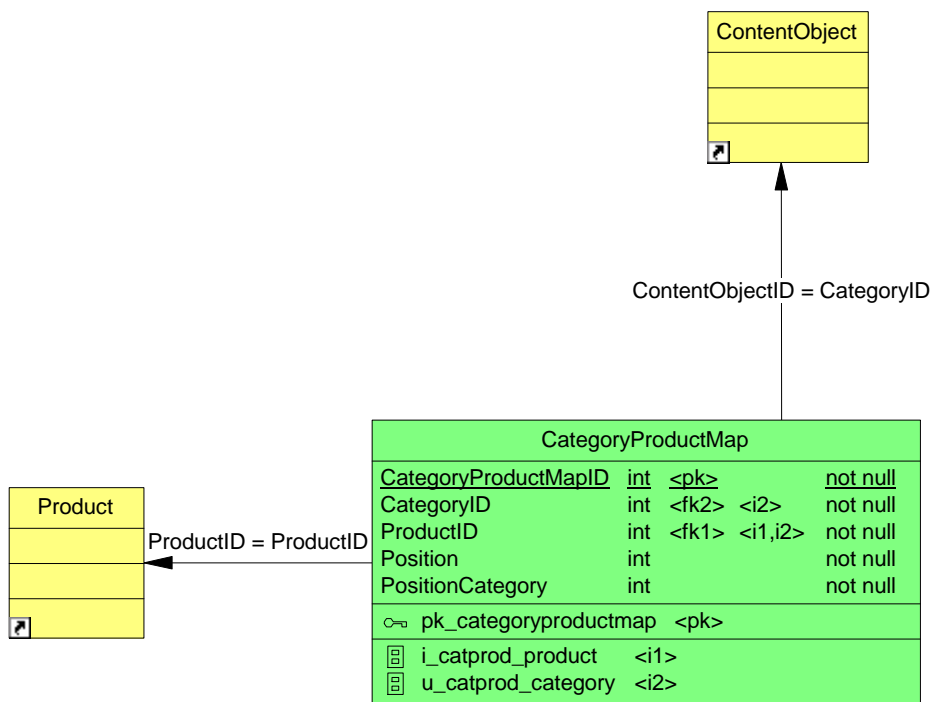 ContentObject
ContentObjectID = CategoryID
CategoryProductMap
CategoryProductMapID int <pk> not null
CategoryID int <fk2> <i2> not null
ProductID int <fk1> <i1,i2> not null
Position int not null
PositionCategory int not null
pk_categoryproductmap <pk>
i_catprod_product <i1>
u_catprod_category <i2>
Product
ProductID = ProductID